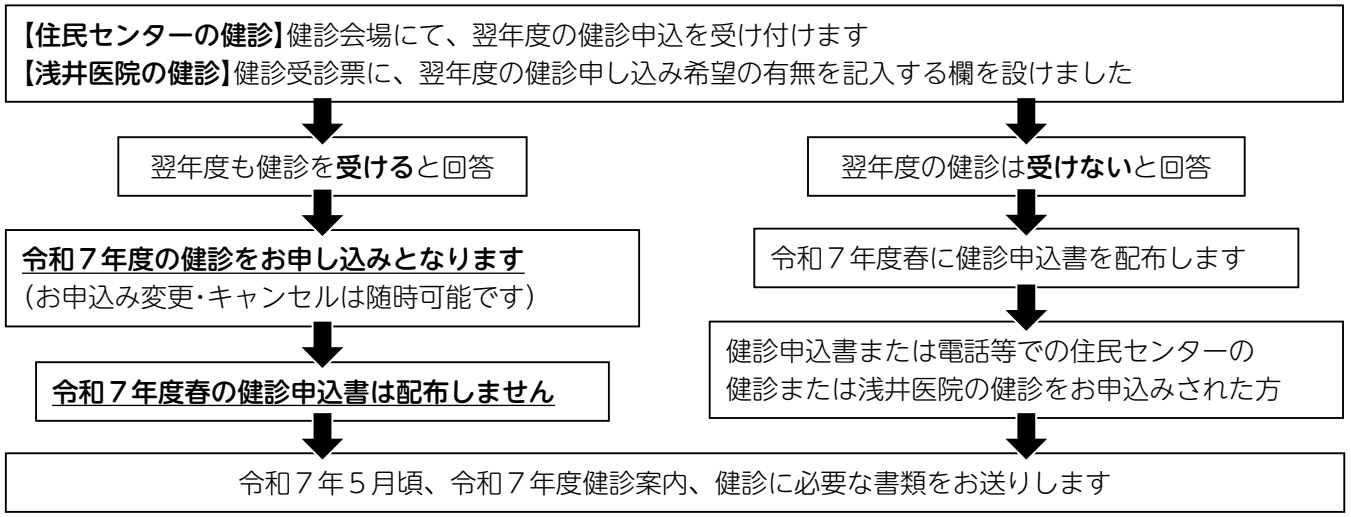 【住民センターの健診】健診会場にて、翌年度の健診申込を受け付けます
【浅井医院の健診】健診受診票に、翌年度の健診申し込み希望の有無を記入する欄を設けました
翌年度も健診を受けると回答
令和７年度の健診をお申し込みとなります
（お申込み変更・キャンセルは随時可能です）
令和７年度春の健診申込書は配布しません
翌年度の健診は受けないと回答
令和７年度春に健診申込書を配布します
健診申込書または電話等での住民センターの
健診または浅井医院の健診をお申込みされた方
令和７年５月頃、令和７年度健診案内、健診に必要な書類をお送りします